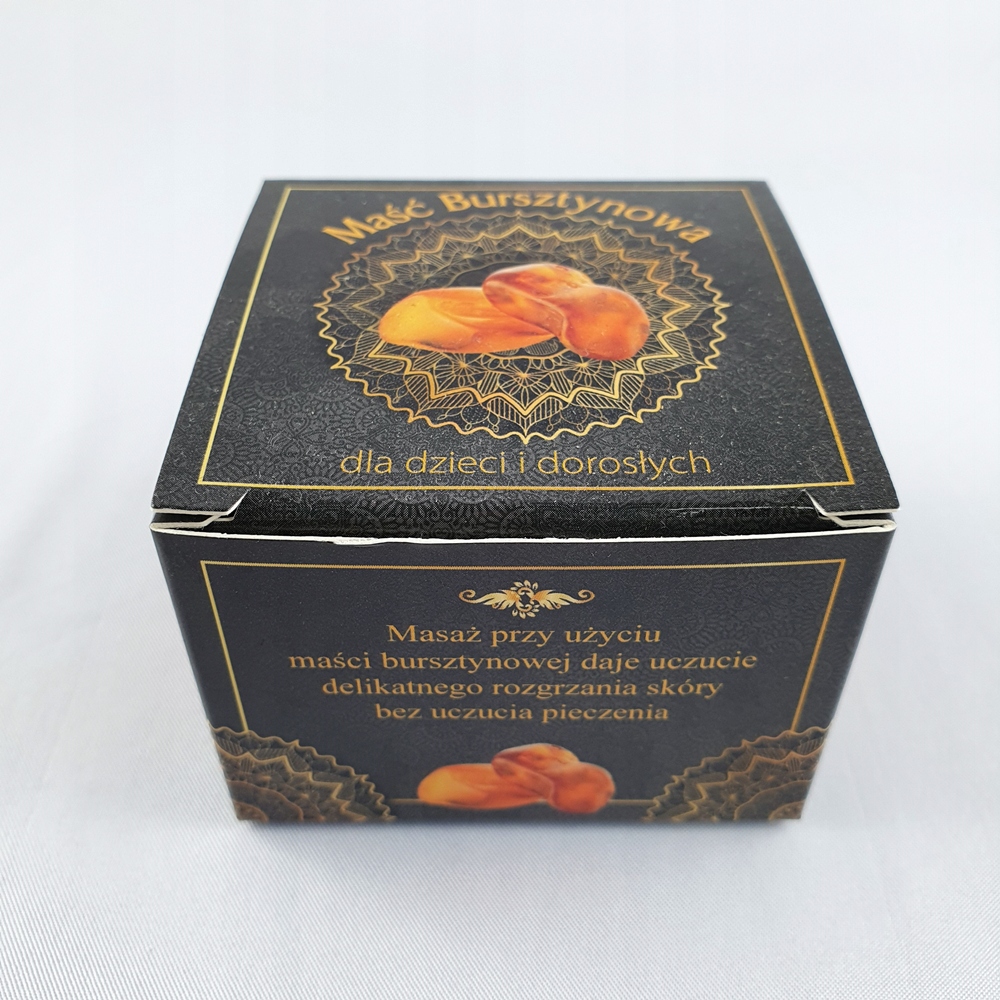 Maść Bursztynowa
dla dzieci i dorosłych
Masaż przy użyciu
maści bursztynowej daje uczucie
delikatnego rozgrzania skóry
bez uczucia pieczenia